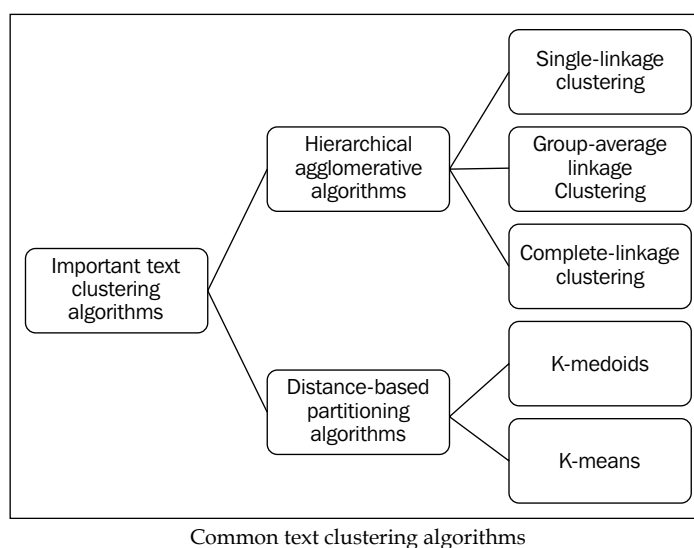 Single-linkage
clustering
Hierarchical
agglomerative
algorithms
Group-average
linkage
Clustering
Complete-linkage
clustering
Important text
clustering
algorithms
Distance-based
partitioning
algorithms
K-medoids
K-means
Common text clustering algorithms